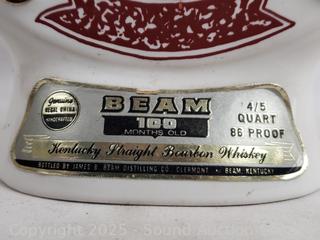 Genuine
REGAL CHINA
HANDCRAFTED
BEAM
100
MONTHS OLD
4/5
QUART
86 PROOF
Kentucky Straight Bourbon Whiskey
BOTTLED BY JAMES B. BEAM DISTILLING CO. CLERMONT BEAM, KENTUCKY
Copyright 2025 - Sound Auction Service